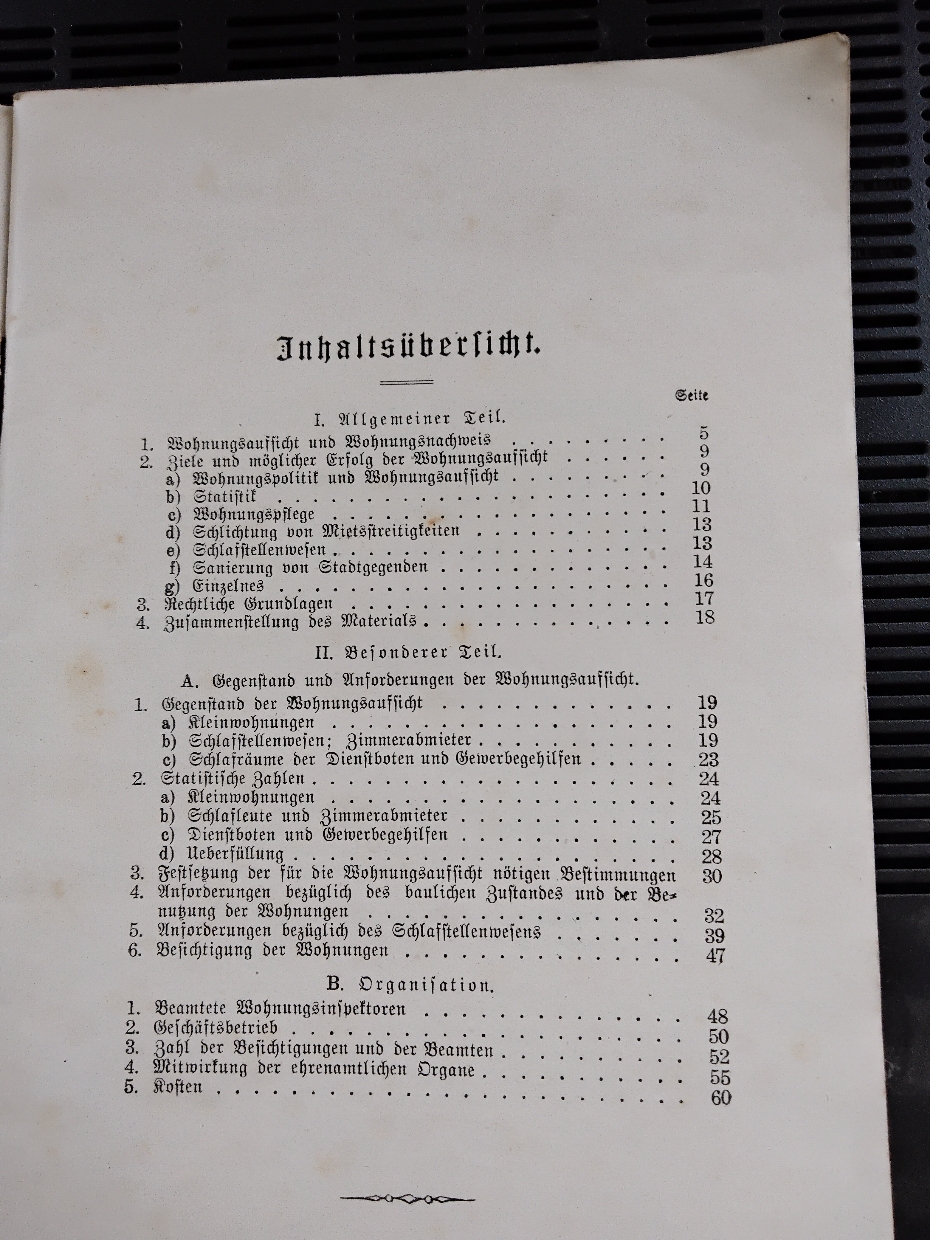 Inhaltsübersicht.
Seite
I. Allgemeiner Teil.
1. Wohnungsaufsicht und Wohnungsnachweis . . . . . . . . . 5
2. Ziele und möglicher Erfolg der Wohnungsaufsicht . . . . . . 9
a) Wohnungspolitik und Wohnungsaufsicht . . . . . . . . . 9
b) Statistik . . . . . . . . . . . . . . . . . . . . . 10
c) Wohnungspflege . . . . . . . . . . . . . . . . . . 11
d) Schlichtung von Mietsstreitigkeiten . . . . . . . . . . . 13
e) Schlafstellenwesen . . . . . . . . . . . . . . . . . . 13
f) Sanierung von Stadtgegenden . . . . . . . . . . . . . 14
g) Einzelnes . . . . . . . . . . . . . . . . . . . . . 16
3. Rechtliche Grundlagen . . . . . . . . . . . . . . . . . 17
4. Zusammenstellung des Materials . . . . . . . . . . . . . 18
II. Besonderer Teil.
A. Gegenstand und Anforderungen der Wohnungsaufsicht.
1. Gegenstand der Wohnungsaufsicht . . . . . . . . . . . . 19
a) Kleinwohnungen . . . . . . . . . . . . . . . . . . 19
b) Schlafstellenwesen; Zimmerabmieter . . . . . . . . . . . 19
c) Schlafräume der Dienstboten und Gewerbegehilfen . . . . . 23
2. Statistische Zahlen . . . . . . . . . . . . . . . . . . . 24
a) Kleinwohnungen . . . . . . . . . . . . . . . . . . 24
b) Schlafleute und Zimmerabmieter . . . . . . . . . . . . 25
c) Dienstboten und Gewerbegehilfen . . . . . . . . . . . . 27
d) Ueberfüllung . . . . . . . . . . . . . . . . . . . . 28
3. Festsetzung der für die Wohnungsaufsicht nötigen Bestimmungen 30
4. Anforderungen bezüglich des baulichen Zustandes und der Be-
nutzung der Wohnungen . . . . . . . . . . . . . . . . 32
5. Anforderungen bezüglich des Schlafstellenwesens . . . . . . . 39
6. Besichtigung der Wohnungen . . . . . . . . . . . . . . 47
B. Organisation.
1. Beamtete Wohnungsinspektoren . . . . . . . . . . . . . 48
2. Geschäftsbetrieb . . . . . . . . . . . . . . . . . . . . 50
3. Zahl der Besichtigungen und der Beamten . . . . . . . . . 52
4. Mitwirkung der ehrenamtlichen Organe . . . . . . . . . . 55
5. Kosten . . . . . . . . . . . . . . . . . . . . . . . . 60